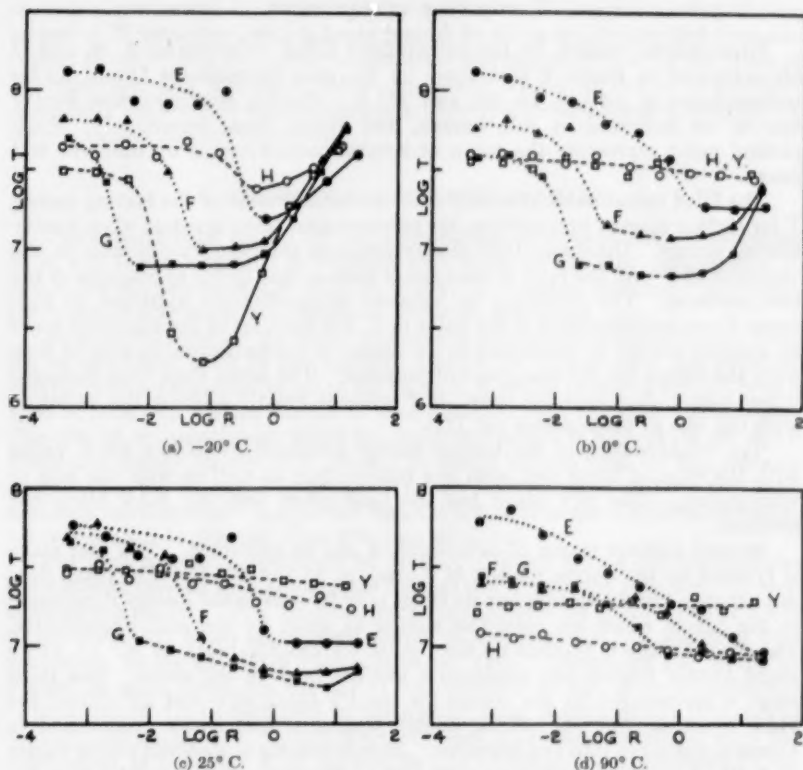 8
7
6
LOG T
E
H
F
G
Y
-4
-2
0
2
LOG R
(a) -20° C.
8
7
6
LOG T
E
H, Y
F
G
-4
-2
0
2
LOG R
(b) 0° C.
8
7
LOG T
Y
H
F
G
E
-4
-2
0
2
LOG R
(c) 25° C.
8
7
LOG T
E
F, G
Y
H
-4
-2
0
2
LOG R
(d) 90° C.